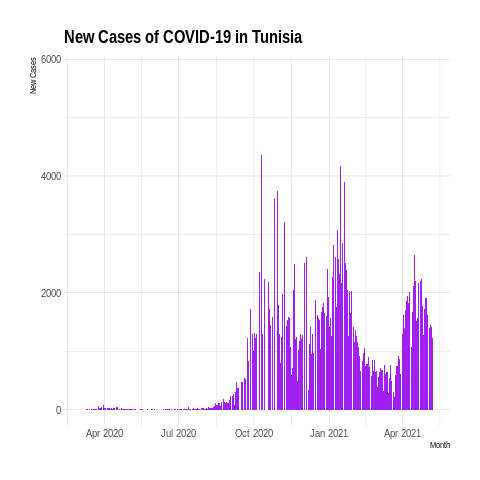 New Cases of COVID-19 in Tunisia
New Cases
6000
4000
2000
0
Apr 2020 Jul 2020 Oct 2020 Jan 2021 Apr 2021
Month